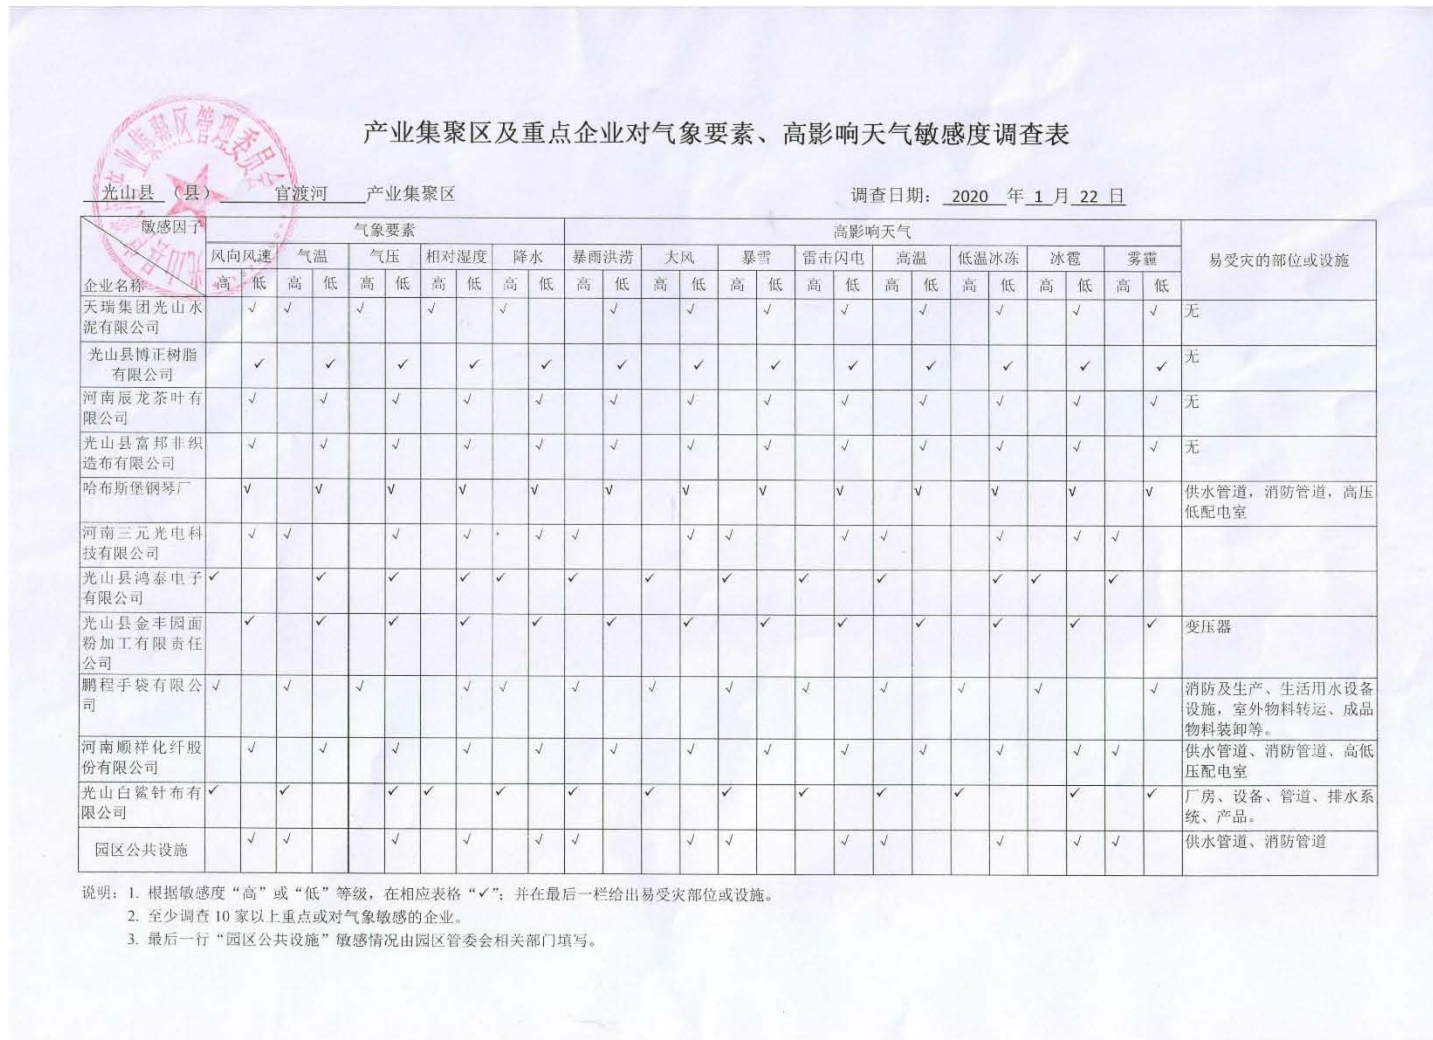 产业集聚区及重点企业对气象要素、高影响天气敏感度调查表
光山县 （县） 官渡河 产业集聚区 调查日期： 2020 年 1 月 22 日
敏感因子 气象要素 高影响天气 易受灾的部位或设施
风向风速 气温 气压 相对湿度 降水 暴雨洪涝 大风 暴雪 雷击闪电 高温 低温冰冻 冰雹 雾霾
企业名称 高 低 高 低 高 低 高 低 高 低 高 低 高 低 高 低 高 低 高 低 高 低 高 低 高 低
天瑞集团光山水 √ √ √ √ √ √ √ √ √ √ √ √ √ 无
泥有限公司
光山县博正树脂 ✓ ✓ ✓ ✓ ✓ ✓ ✓ ✓ ✓ ✓ ✓ ✓ ✓ 无
有限公司
河南辰龙茶叶有 √ √ √ √ √ √ √ √ √ √ √ √ √ 无
限公司
光山县富邦非织 √ √ √ √ √ √ √ √ √ √ √ √ √ 无
造布有限公司
哈布斯堡钢琴厂 √ √ √ √ √ √ √ √ √ √ √ √ √ 供水管道，消防管道，高压
低配电室
河南三元光电科 √ √ √ √ √ √ √ √ √ √ √ √ √
技有限公司
光山县鸿泰电子 ✓ ✓ ✓ ✓ ✓ ✓ ✓ ✓ ✓ ✓ ✓ ✓ ✓
有限公司
光山县金丰园面 ✓ ✓ ✓ ✓ ✓ ✓ ✓ ✓ ✓ ✓ ✓ ✓ ✓ 变压器
粉加工有限责任
公司
鹏程手袋有限公 √ √ √ √ √ √ √ √ √ √ √ √ √ 消防及生产、生活用水设备
司 设施，室外物料转运、成品
物料装卸等。
河南顺祥化纤股 √ √ √ √ √ √ √ √ √ √ √ √ √ 供水管道、消防管道、高低
份有限公司 压配电室
光山白鲨针布有 ✓ ✓ ✓ ✓ ✓ ✓ ✓ ✓ ✓ ✓ ✓ ✓ ✓ 厂房、设备、管道、排水系
限公司 统、产品。
园区公共设施 √ √ √ √ √ √ √ √ √ √ √ √ √ 供水管道、消防管道
说明：1. 根据敏感度“高”或“低”等级，在相应表格“✓”；并在最后一栏给出易受灾部位或设施。
2. 至少调查 10 家以上重点或对气象敏感的企业。
3. 最后一行“园区公共设施”敏感情况由园区管委会相关部门填写。
产业集聚区管理委员会